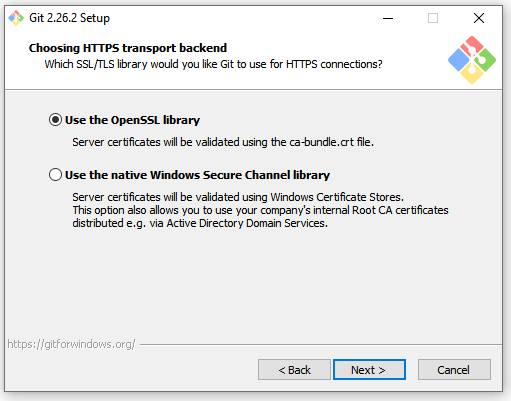 Git 2.26.2 Setup
Choosing HTTPS transport backend
Which SSL/TLS library would you like Git to use for HTTPS connections?
Use the OpenSSL library
Server certificates will be validated using the ca-bundle.crt file.
Use the native Windows Secure Channel library
Server certificates will be validated using Windows Certificate Stores.
This option also allows you to use your company's internal Root CA certificates
distributed e.g. via Active Directory Domain Services.
https://gitforwindows.org/
< Back
Next >
Cancel